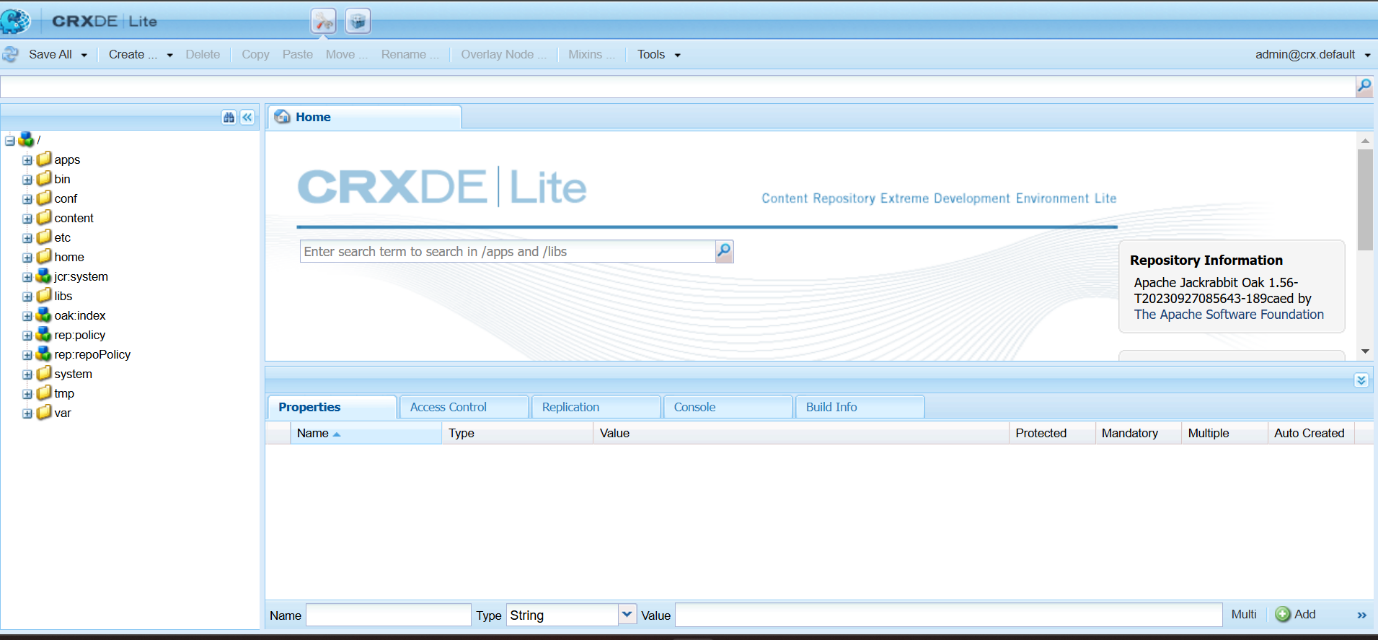 CRXDE | Lite
Save All Create ... Delete Copy Paste Move ... Rename ... Overlay Node ... Mixins ... Tools admin@crx.default
Home
/
apps
bin
conf
content
etc
home
jcr:system
libs
oak:index
rep:policy
rep:repoPolicy
system
tmp
var
CRXDE | Lite
Content Repository Extreme Development Environment Lite
Enter search term to search in /apps and /libs
Repository Information
Apache Jackrabbit Oak 1.56-
T20230927085643-189caed by
The Apache Software Foundation
Properties Access Control Replication Console Build Info
Name Type Value Protected Mandatory Multiple Auto Created
Name Type String Value Multi Add